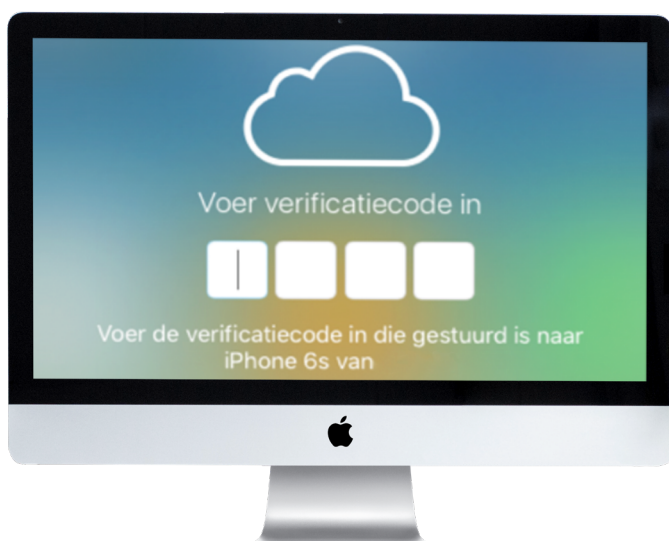 Voer verificatiecode in
Voer de verificatiecode in die gestuurd is naar
iPhone 6s van